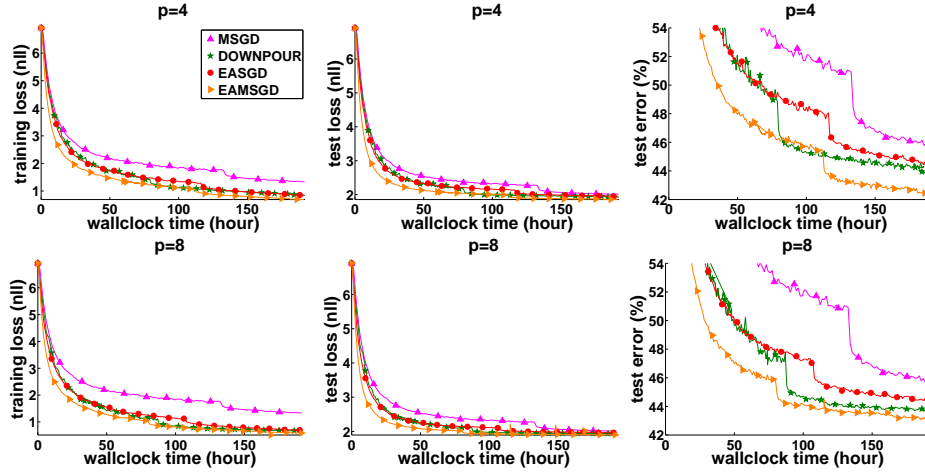 p=4
training loss (nll)
6
5
4
3
2
1
0 50 100 150
wallclock time (hour)
MSGD
DOWNPOUR
EASGD
EAMSGD
p=4
test loss (nll)
6
5
4
3
2
0 50 100 150
wallclock time (hour)
p=4
test error (%)
54
52
50
48
46
44
42
0 50 100 150
wallclock time (hour)
p=8
training loss (nll)
6
5
4
3
2
1
0 50 100 150
wallclock time (hour)
p=8
test loss (nll)
6
5
4
3
2
0 50 100 150
wallclock time (hour)
p=8
test error (%)
54
52
50
48
46
44
42
0 50 100 150
wallclock time (hour)